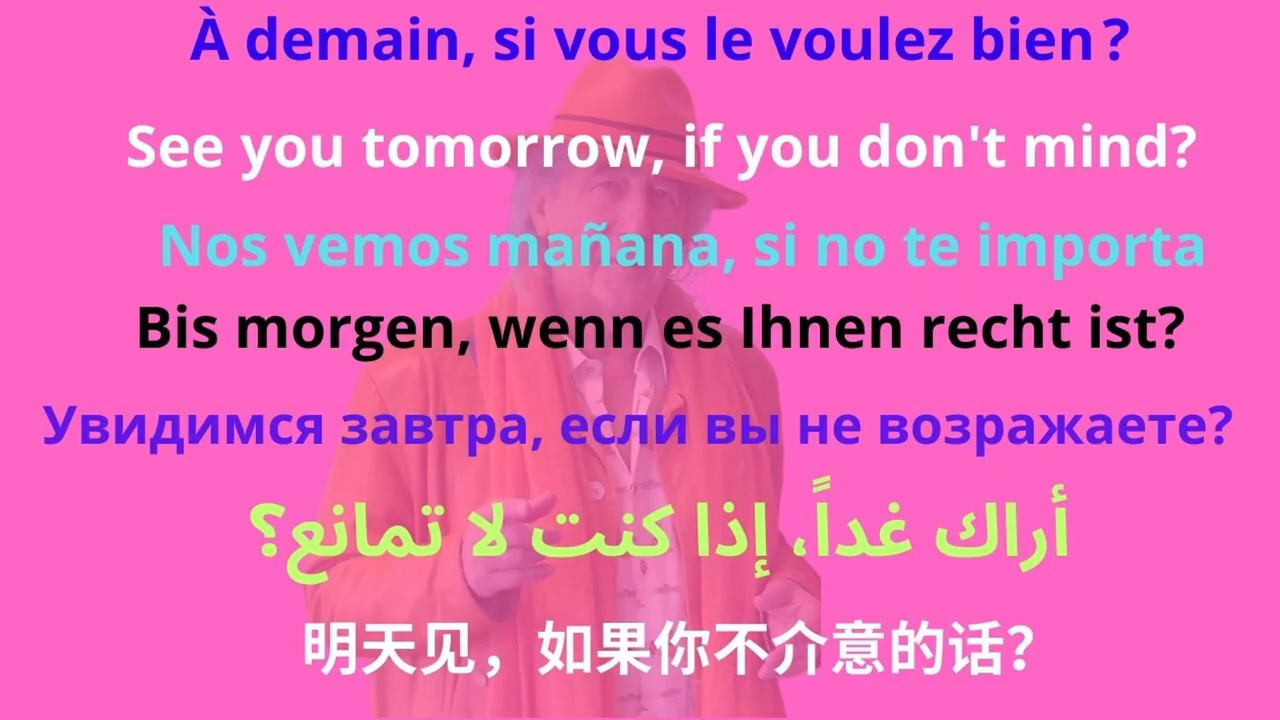 À demain, si vous le voulez bien ?
See you tomorrow, if you don't mind?
Nos vemos mañana, si no te importa
Bis morgen, wenn es Ihnen recht ist?
Увидимся завтра, если вы не возражаете?
أراك غداً، إذا كنت لا تمانع؟
明天见，如果你不介意的话？